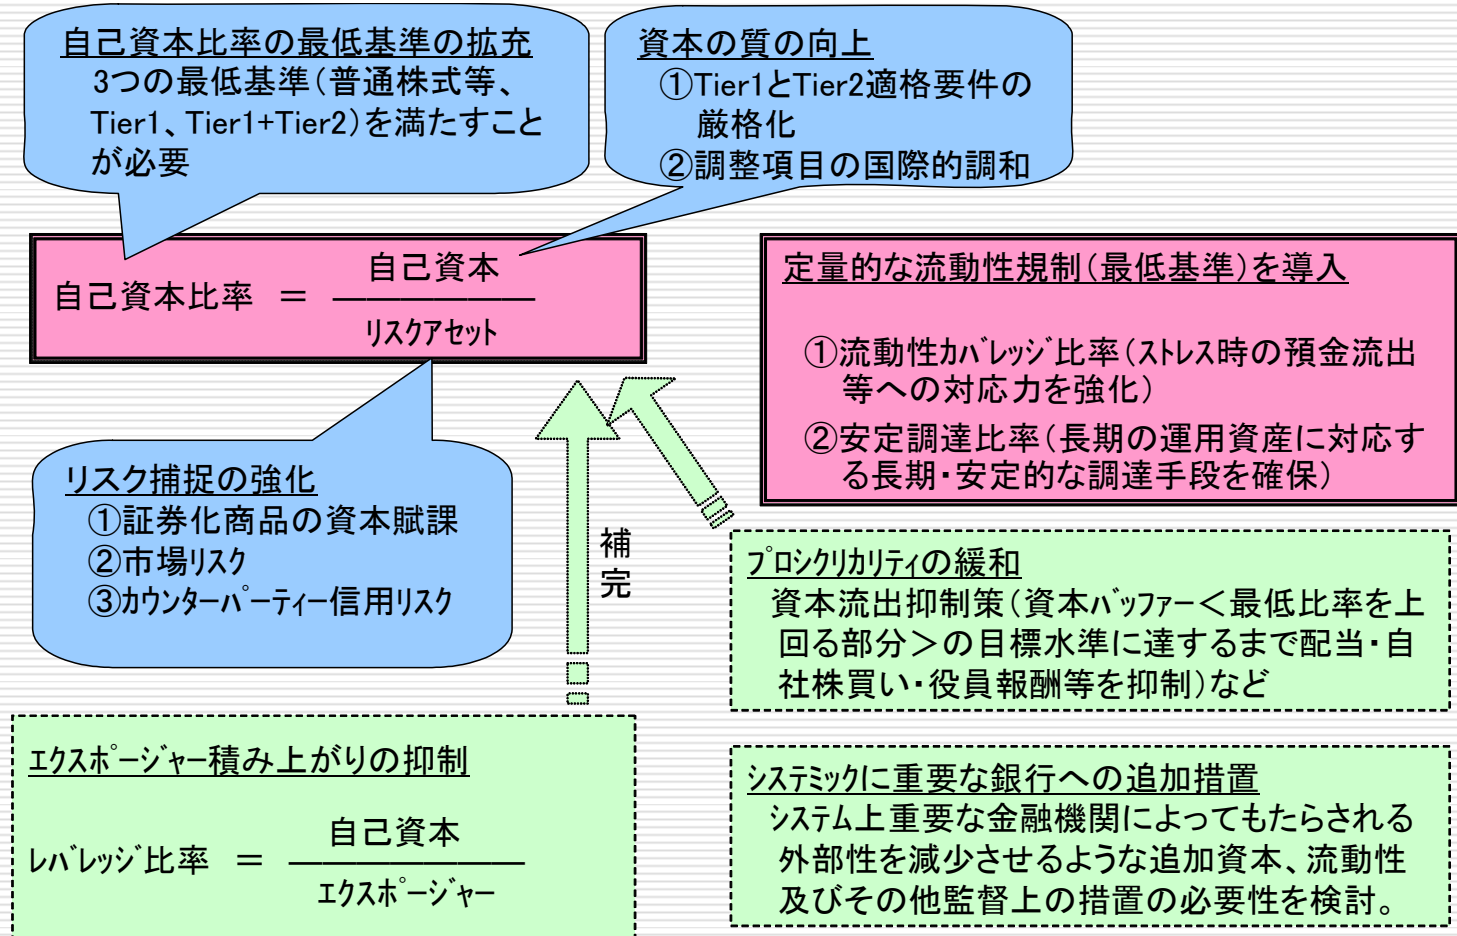 自己資本比率の最低基準の拡充
3つの最低基準（普通株式等、
Tier1、Tier1+Tier2）を満たすこと
が必要
資本の質の向上
①Tier1とTier2適格要件の
厳格化
②調整項目の国際的調和
自己資本比率 ＝ 自己資本
リスクアセット
定量的な流動性規制（最低基準）を導入
①流動性ｶﾊﾞﾚｯｼﾞ比率（ｽﾄﾚｽ時の預金流出
等への対応力を強化）
②安定調達比率（長期の運用資産に対応す
る長期・安定的な調達手段を確保）
リスク捕捉の強化
①証券化商品の資本賦課
②市場リスク
③ｶｳﾝﾀｰﾊﾟｰﾃｨｰ信用リスク
補
完
ﾌﾟﾛｼｸﾘｶﾘﾃｨの緩和
資本流出抑制策（資本ﾊﾞｯﾌｧｰ＜最低比率を上
回る部分＞の目標水準に達するまで配当・自
社株買い・役員報酬等を抑制）など
ｴｸｽﾎﾟｰｼﾞｬｰ積み上がりの抑制
ﾚﾊﾞﾚｯｼﾞ比率 ＝ 自己資本
ｴｸｽﾎﾟｰｼﾞｬｰ
ｼｽﾃﾐｯｸに重要な銀行への追加措置
ｼｽﾃﾑ上重要な金融機関によってもたらされる
外部性を減少させるような追加資本、流動性
及びその他監督上の措置の必要性を検討。